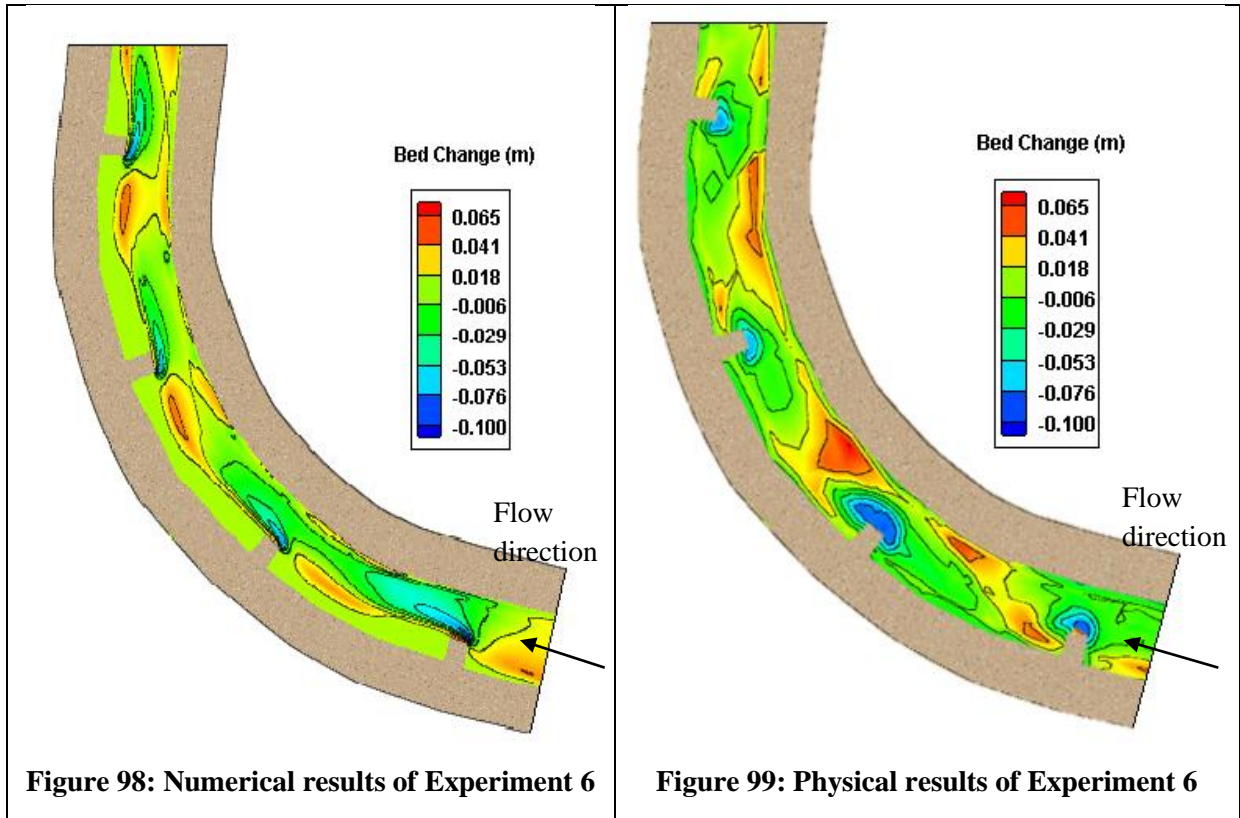 Bed Change (m)
0.065
0.041
0.018
-0.006
-0.029
-0.053
-0.076
-0.100
Flow
direction
Figure 98: Numerical results of Experiment 6
Bed Change (m)
0.065
0.041
0.018
-0.006
-0.029
-0.053
-0.076
-0.100
Flow
direction
Figure 99: Physical results of Experiment 6